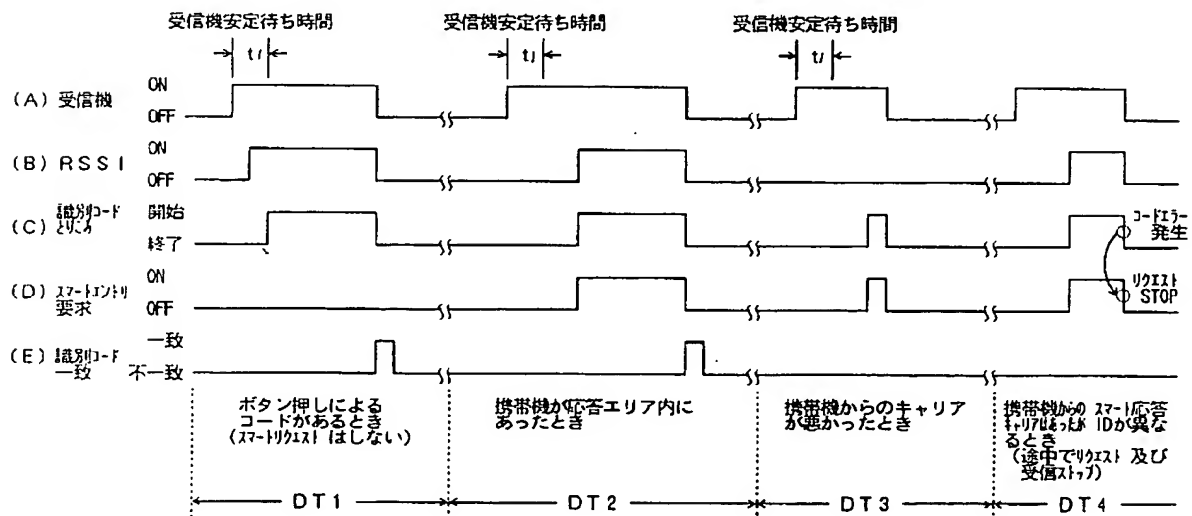 受信機安定待ち時間
受信機安定待ち時間
受信機安定待ち時間
tl
tl
tl
(A) 受信機
ON
OFF
(B) RSSI
ON
OFF
(C) 識別コード
とりこみ
開始
終了
コードエラー
発生
(D) スマートエントリ
要求
ON
OFF
リクエスト
STOP
(E) 識別コード
一致
一致
不一致
ボタン押しによる
コードがあるとき
(スマートリクエストはしない)
携帯機が応答エリア内に
あったとき
携帯機からのキャリア
が悪かったとき
携帯機からの スマート応答
キャリアはあったが IDが異な
るとき
(途中でリクエスト 及び
受信ストップ)
DT1
DT2
DT3
DT4